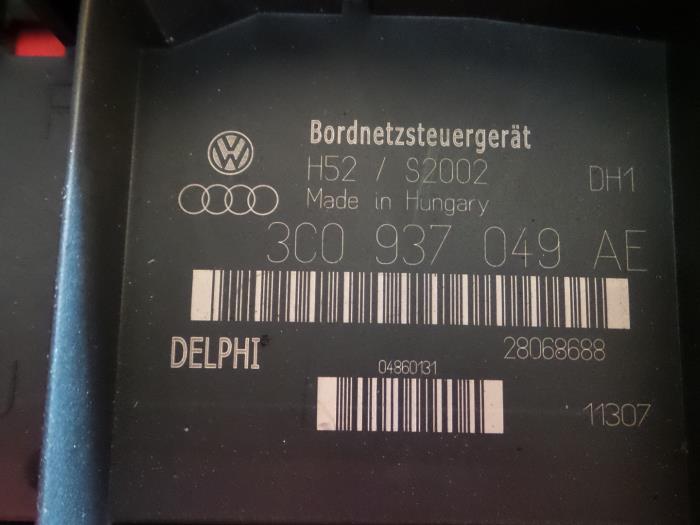 Bordnetzsteuergerät
H52 / S2002 DH1
Made in Hungary
3C0 937 049 AE
DELPHI 28068688
04860131
11307